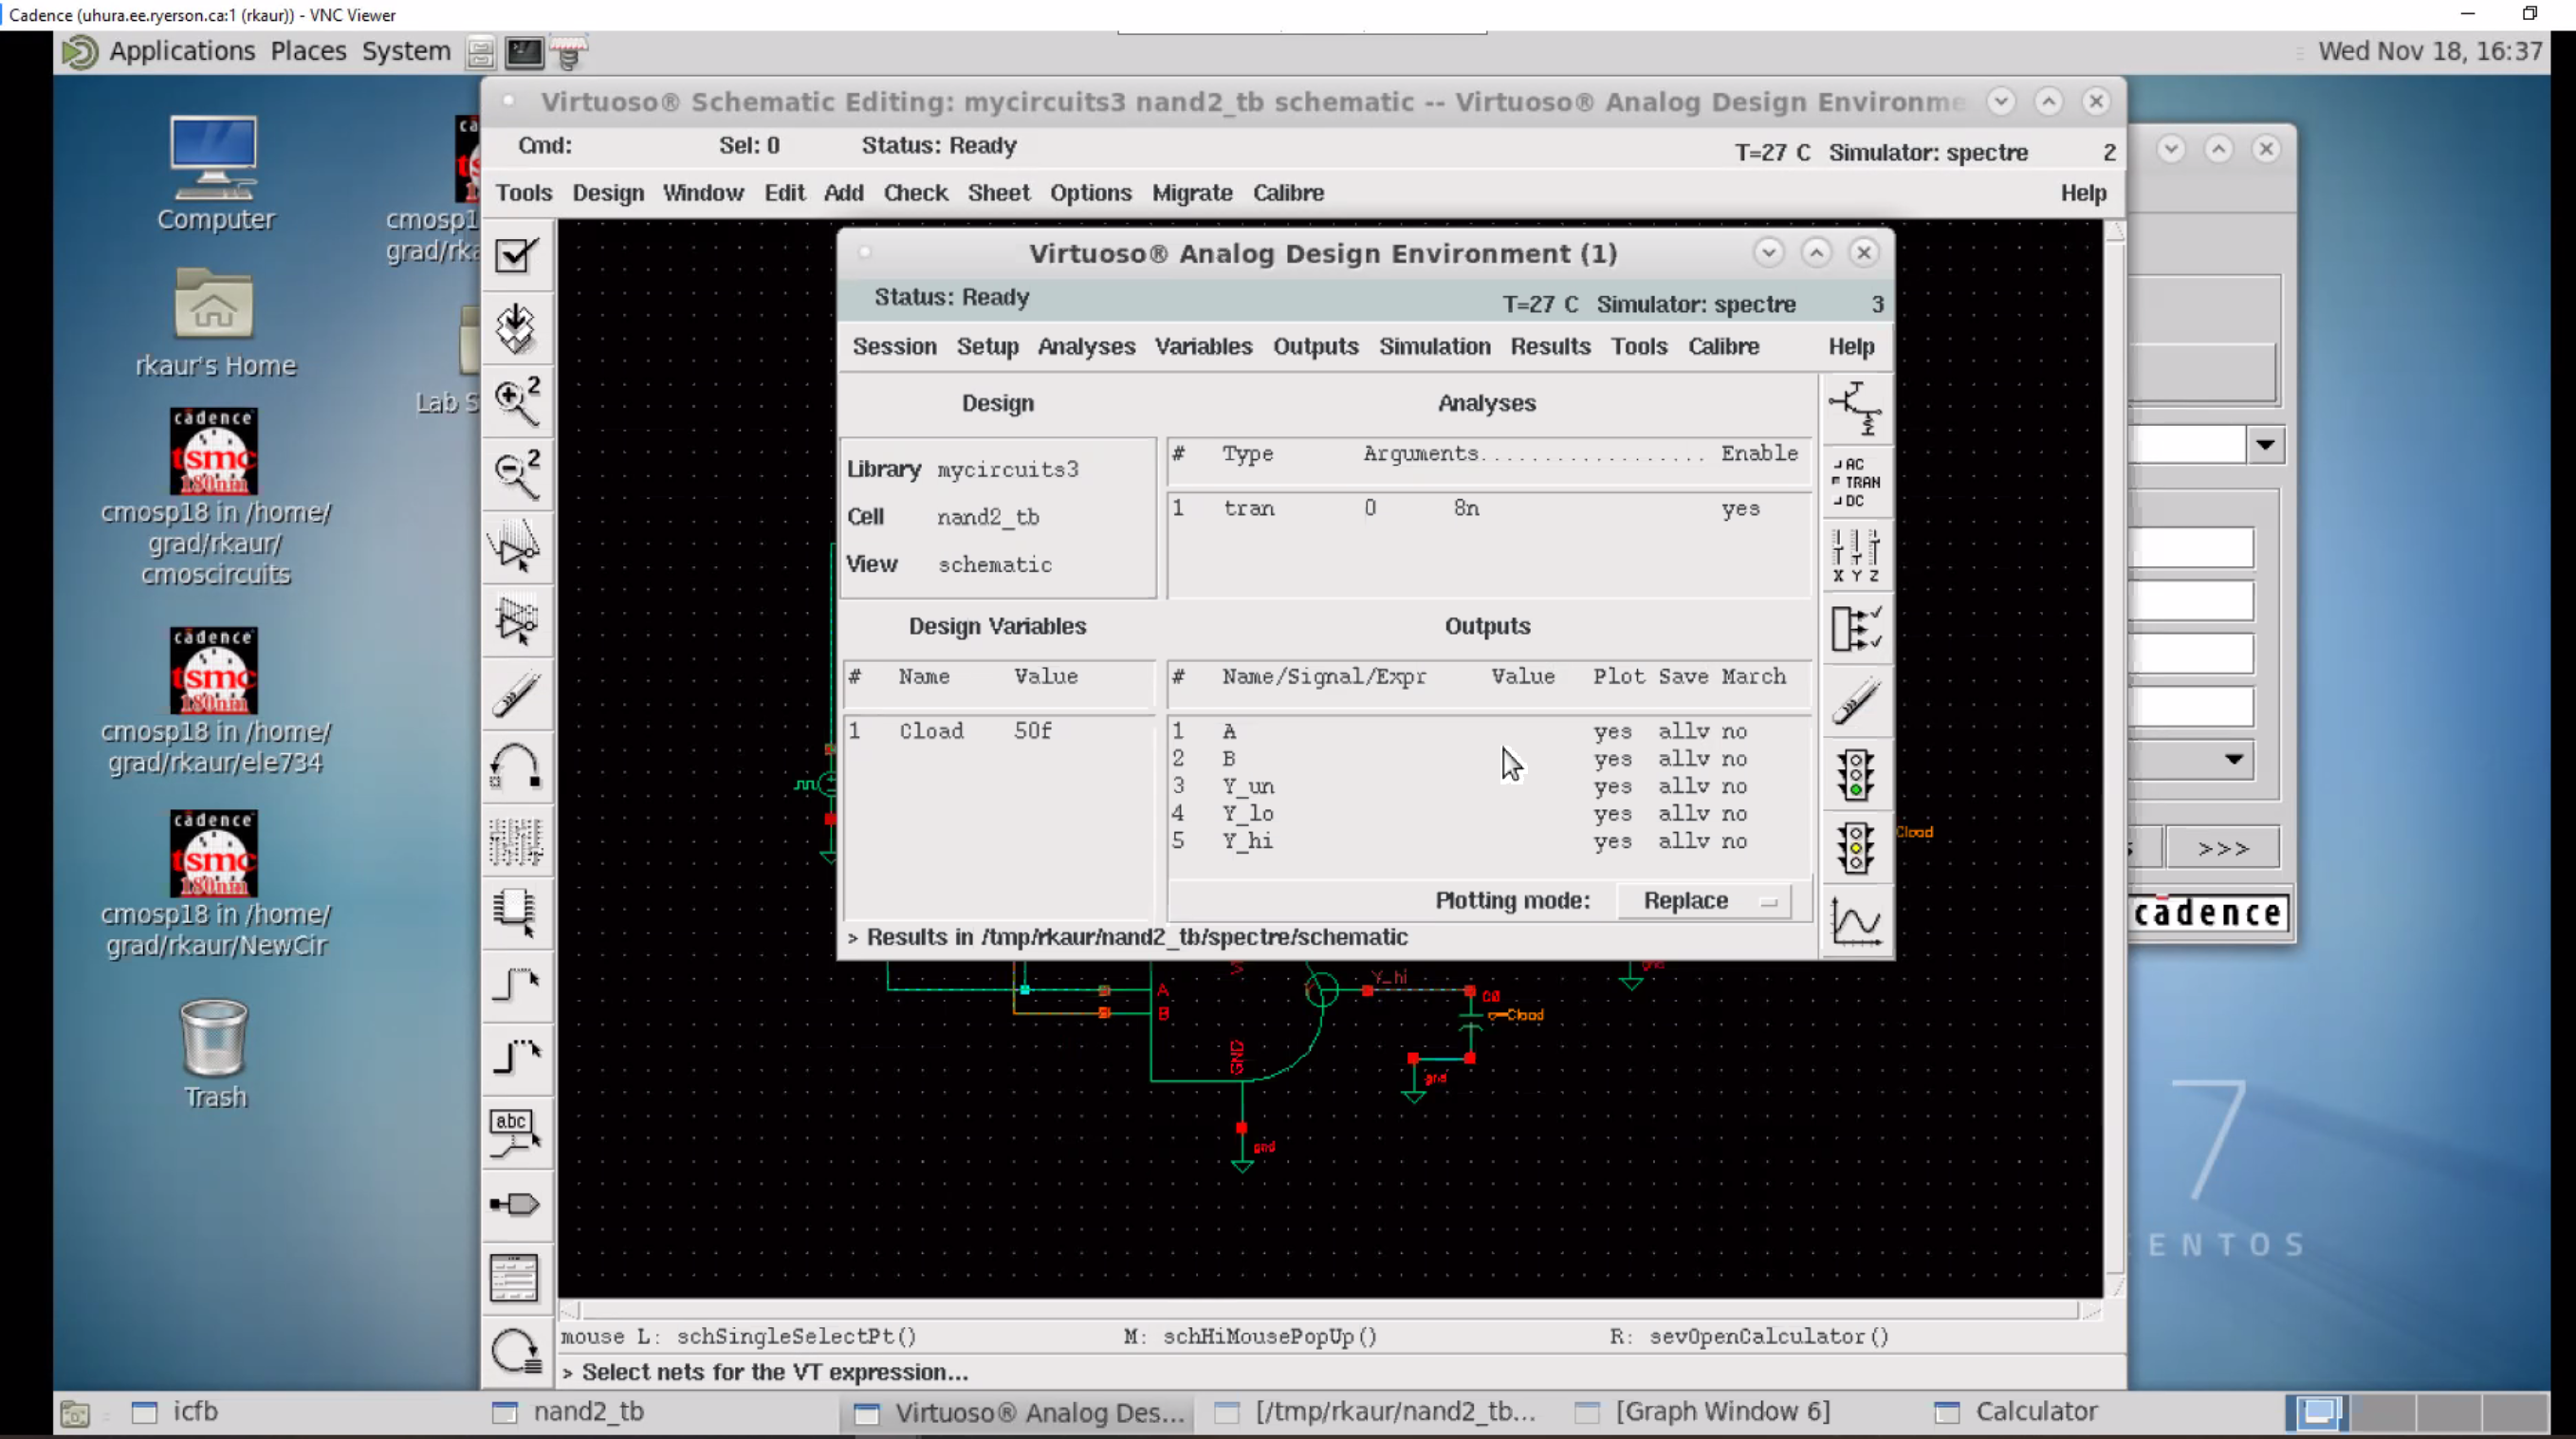 Cadence (uhura.ee.ryerson.ca:1 (rkaur)) - VNC Viewer
Applications Places System
Wed Nov 18, 16:37
Computer
rkaur's Home
cadence
tsmc
180nm
cmosp18 in /home/
grad/rkaur/
cmoscircuits
cadence
tsmc
180nm
cmosp18 in /home/
grad/rkaur/ele734
cadence
tsmc
180nm
cmosp18 in /home/
grad/rkaur/NewCir
Trash
Lab S
Virtuoso® Schematic Editing: mycircuits3 nand2_tb schematic -- Virtuoso® Analog Design Environme
Cmd: Sel: 0 Status: Ready T=27 C Simulator: spectre 2
Tools Design Window Edit Add Check Sheet Options Migrate Calibre Help
Virtuoso® Analog Design Environment (1)
Status: Ready T=27 C Simulator: spectre 3
Session Setup Analyses Variables Outputs Simulation Results Tools Calibre Help
Design
Library mycircuits3
Cell nand2_tb
View schematic
Analyses
# Type Arguments................. Enable
1 tran 0 8n yes
Design Variables
# Name Value
1 Cload 50f
Outputs
# Name/Signal/Expr Value Plot Save March
1 A yes allv no
2 B yes allv no
3 Y_un yes allv no
4 Y_lo yes allv no
5 Y_hi yes allv no
Plotting mode: Replace
> Results in /tmp/rkaur/nand2_tb/spectre/schematic
AC
TRAN
DC
X Y Z
abc
Cload
A
B
Y_hi
C0
Cload
GND
gnd
gnd
gnd
>>>
cadence
7
ENTOS
mouse L: schSingleSelectPt() M: schHiMousePopUp() R: sevOpenCalculator()
> Select nets for the VT expression...
icfb
nand2_tb
Virtuoso® Analog Des...
[/tmp/rkaur/nand2_tb...
[Graph Window 6]
Calculator